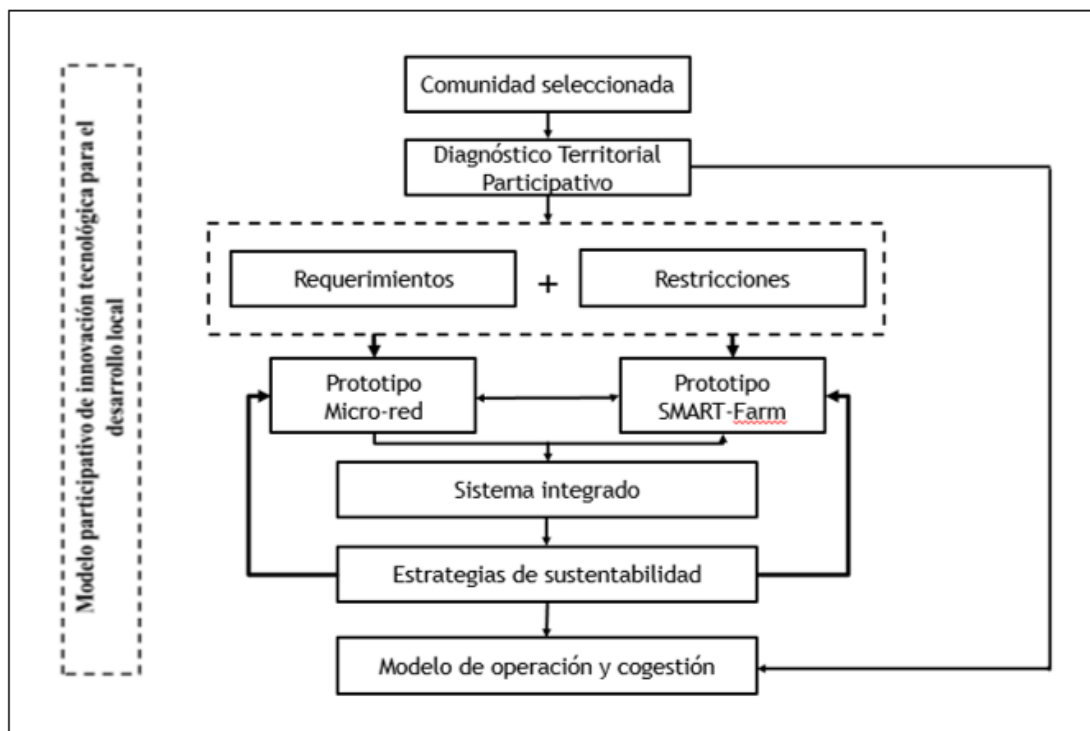 Modelo participativo de innovación tecnológica para el
desarrollo local
Comunidad seleccionada
Diagnóstico Territorial
Participativo
Requerimientos
+
Restricciones
Prototipo
Micro-red
Prototipo
SMART-Farm
Sistema integrado
Estrategias de sustentabilidad
Modelo de operación y cogestión